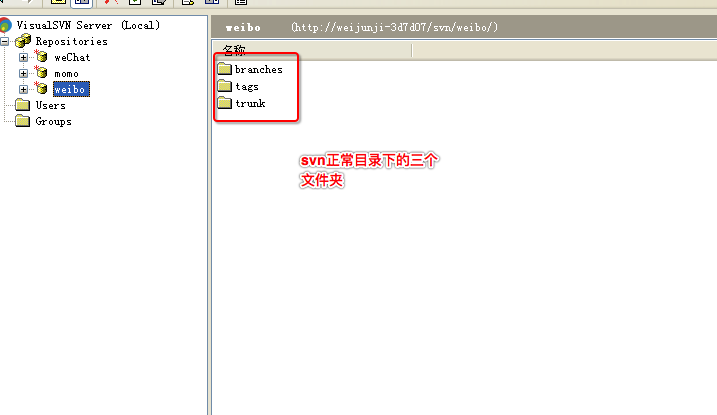 VisualSVN Server (Local)
Repositories
weChat
momo
weibo
Users
Groups
weibo (http://weijunji-3d7d07/svn/weibo/)
名称
branches
tags
trunk
svn正常目录下的三个
文件夹